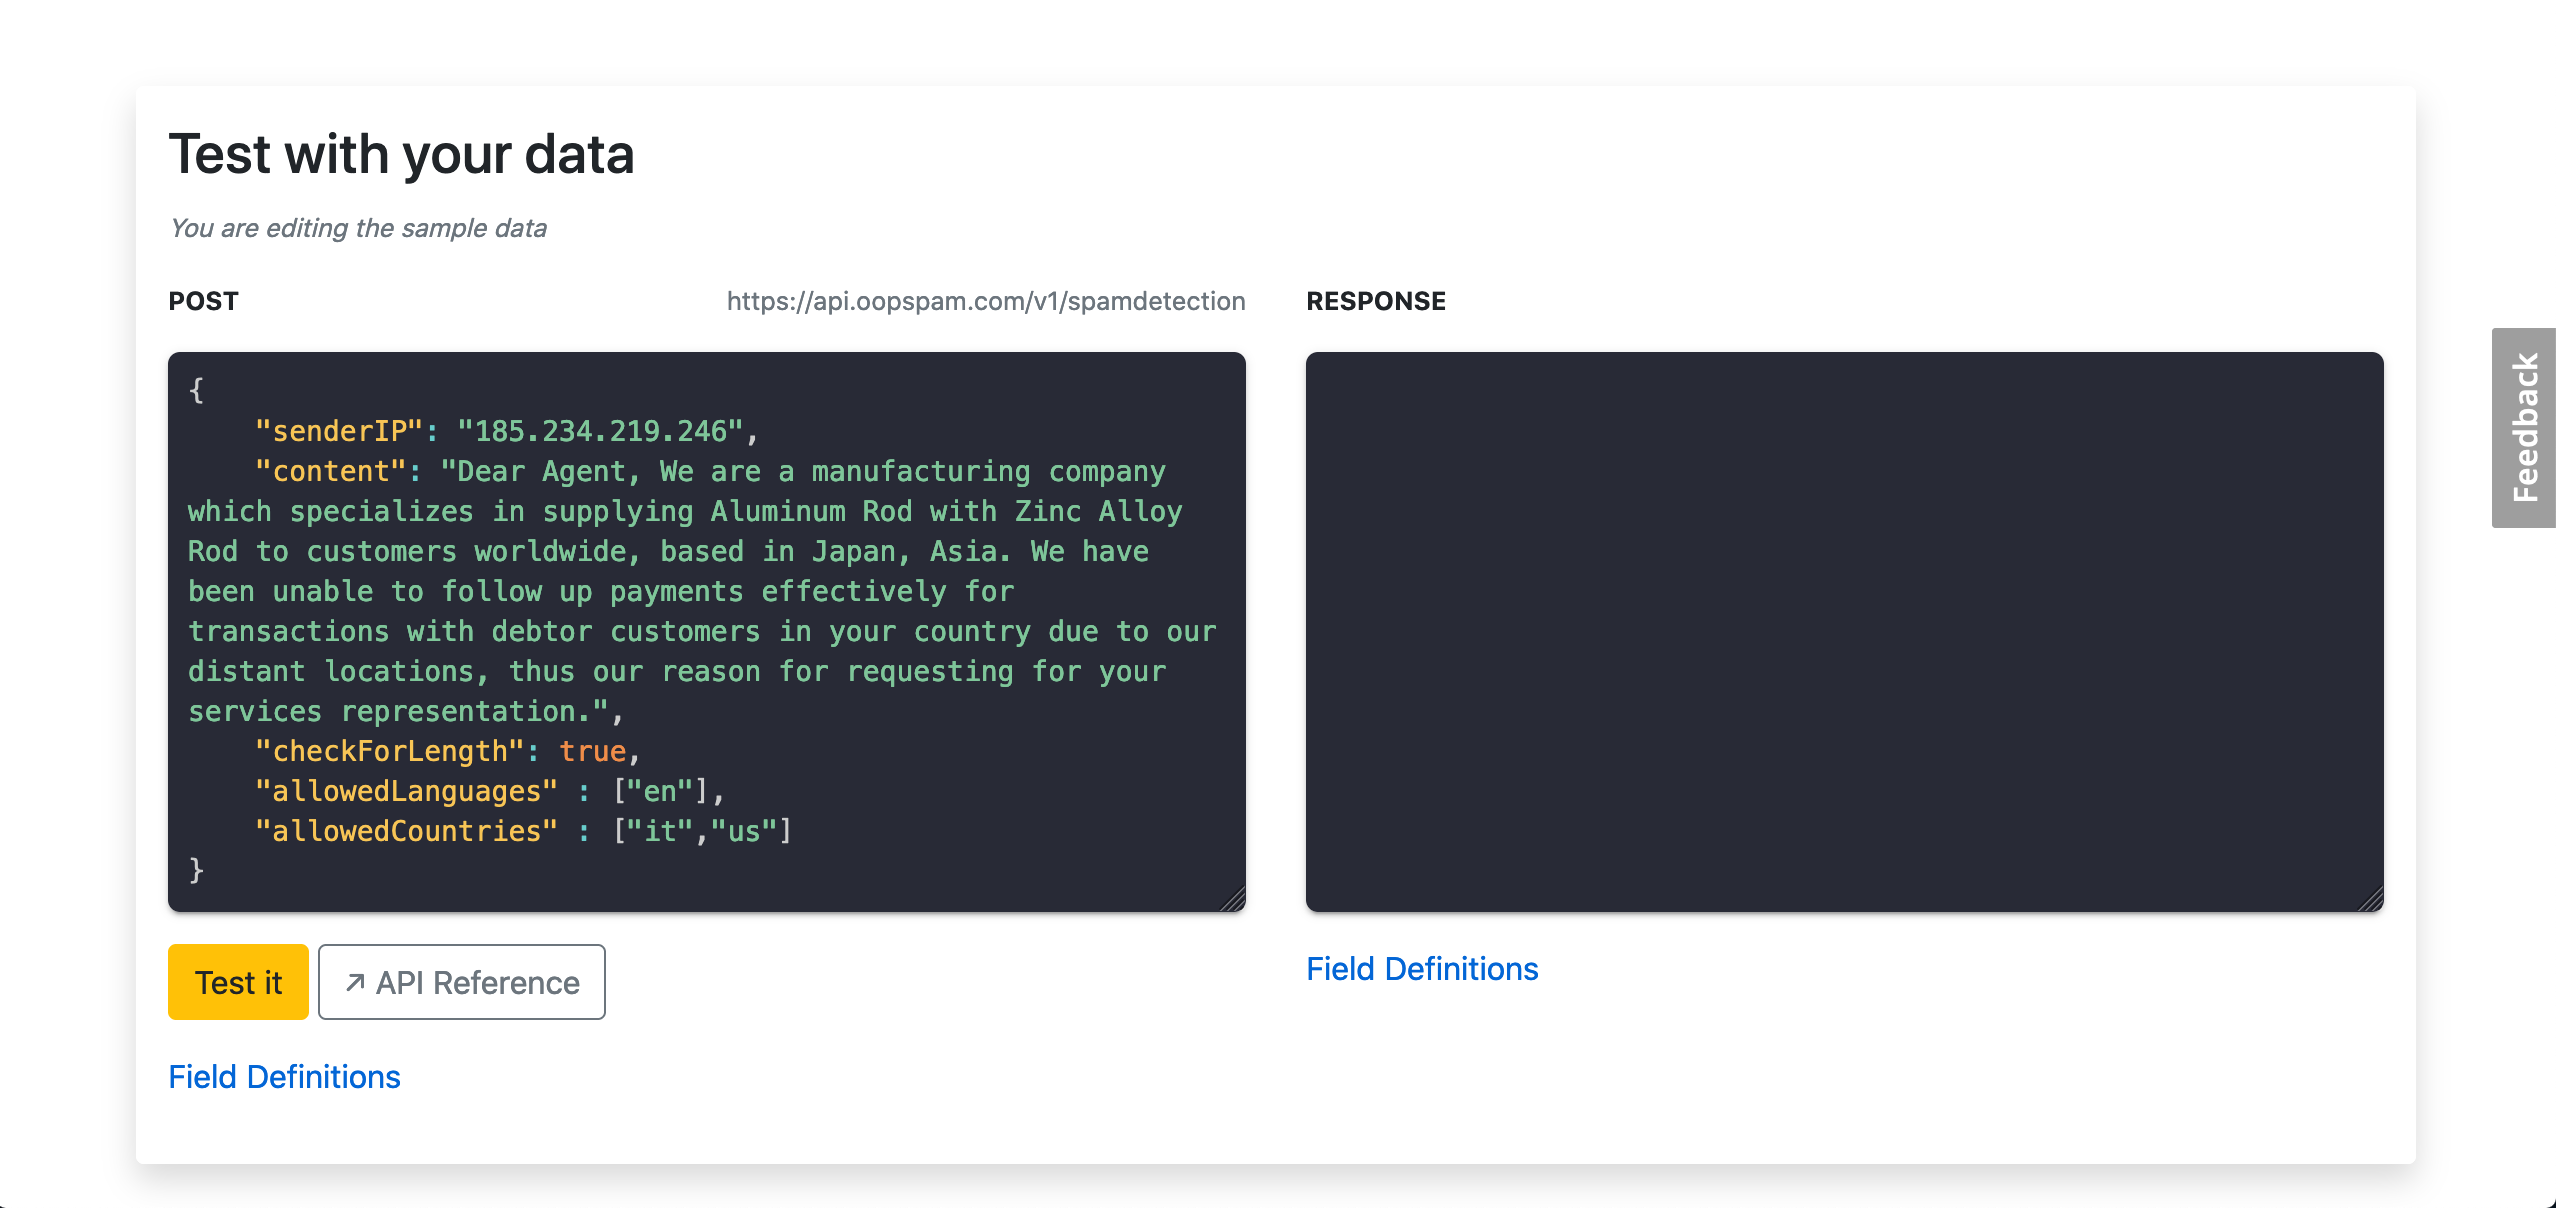 Test with your data
You are editing the sample data
POST
https://api.oopspam.com/v1/spamdetection
{
    "senderIP": "185.234.219.246",
    "content": "Dear Agent, We are a manufacturing company
which specializes in supplying Aluminum Rod with Zinc Alloy
Rod to customers worldwide, based in Japan, Asia. We have
been unable to follow up payments effectively for
transactions with debtor customers in your country due to our
distant locations, thus our reason for requesting for your
services representation.",
    "checkForLength": true,
    "allowedLanguages" : ["en"],
    "allowedCountries" : ["it","us"]
}
Test it
↗ API Reference
Field Definitions
RESPONSE
Field Definitions
Feedback